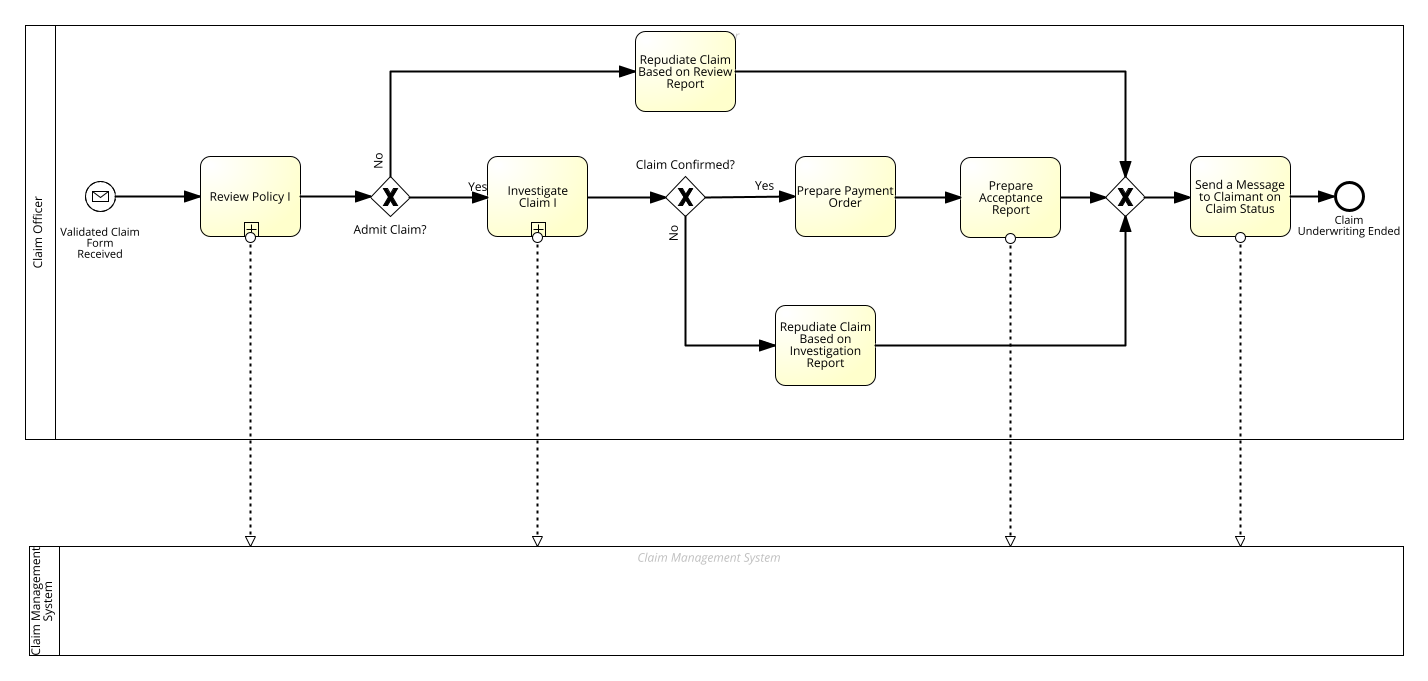 Claim Officer
Repudiate Claim
Based on Review
Report
No
Validated Claim
Form
Received
Review Policy I
Admit Claim?
Yes
Investigate
Claim I
Claim Confirmed?
Yes
No
Prepare Payment
Order
Prepare
Acceptance
Report
Send a Message
to Claimant on
Claim Status
Claim
Underwriting Ended
Repudiate Claim
Based on
Investigation
Report
Claim Management
System
Claim Management System